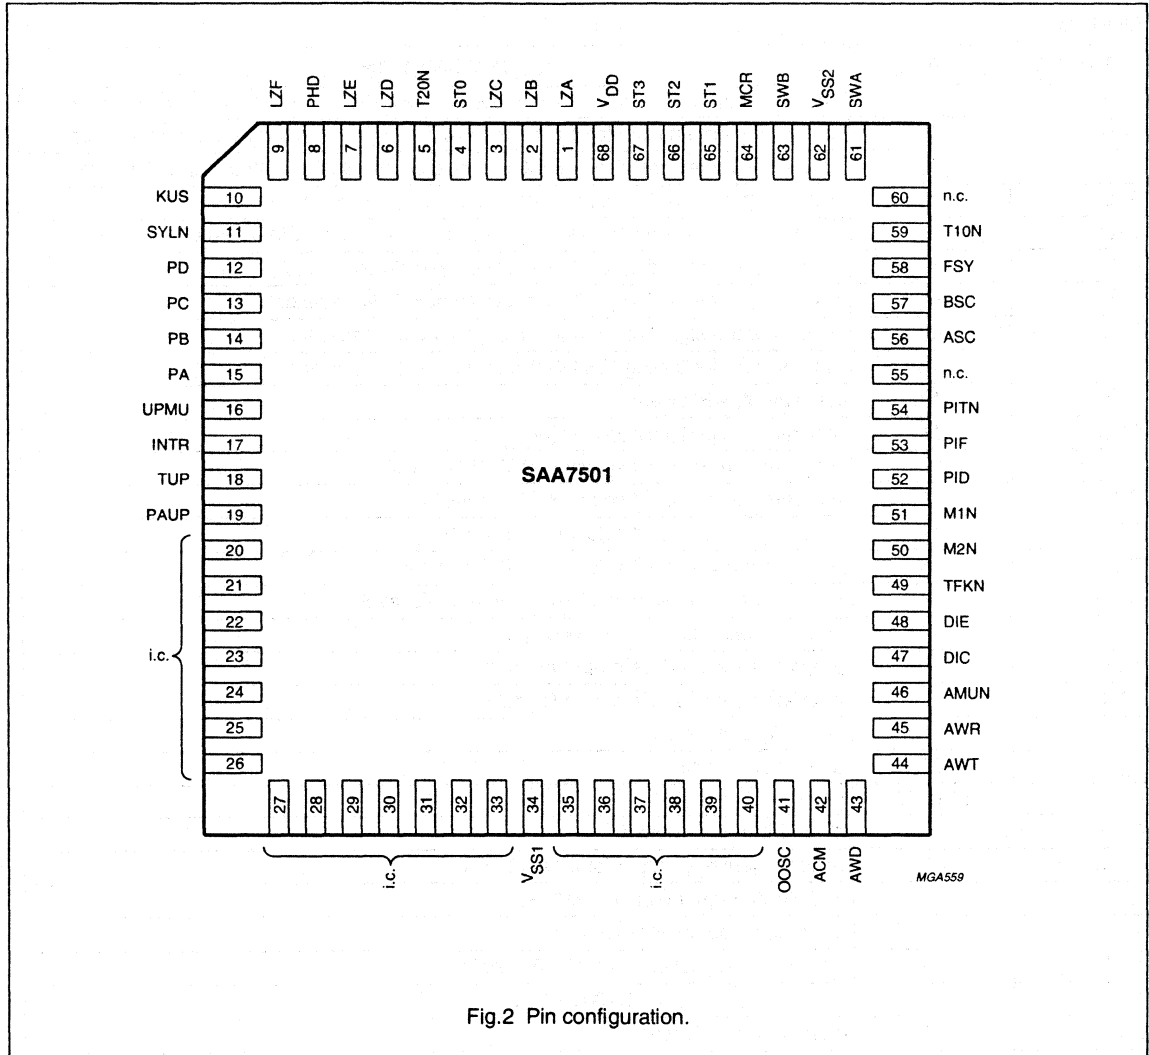 LZF PHD LZE LZD T20N ST0 LZC LZB LZA VDD ST3 ST2 ST1 MCR SWB VSS2 SWA
9 8 7 6 5 4 3 2 1 68 67 66 65 64 63 62 61
KUS 10 60 n.c.
SYLN 11 59 T10N
PD 12 58 FSY
PC 13 57 BSC
PB 14 56 ASC
PA 15 55 n.c.
UPMU 16 54 PITN
INTR 17 53 PIF
SAA7501
TUP 18 52 PID
PAUP 19 51 M1N
20 50 M2N
21 49 TFKN
22 48 DIE
i.c. 23 47 DIC
24 46 AMUN
25 45 AWR
26 44 AWT
27 28 29 30 31 32 33 34 35 36 37 38 39 40 41 42 43
i.c. VSS1 i.c. OOSC ACM AWD
MGA559
Fig.2 Pin configuration.